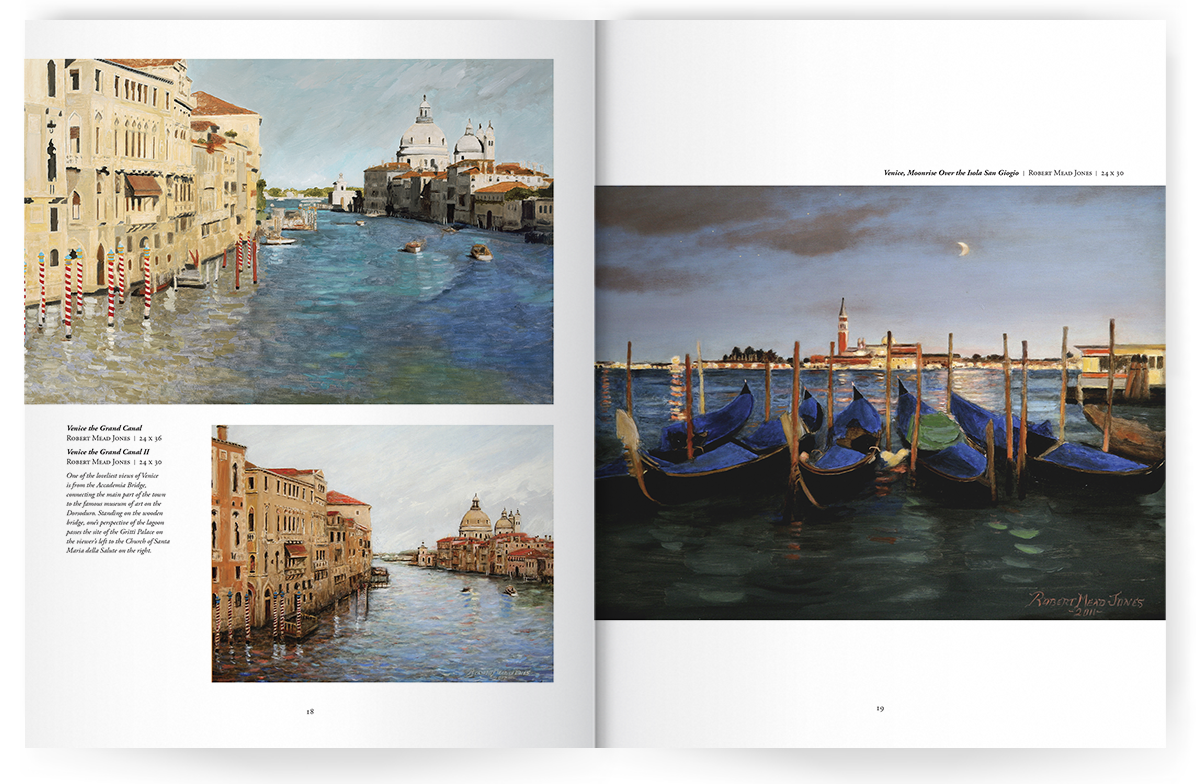 Venice the Grand Canal
ROBERT MEAD JONES | 24 X 36
Venice the Grand Canal II
ROBERT MEAD JONES | 24 X 30
One of the loveliest views of Venice
is from the Accademia Bridge,
connecting the main part of the town
to the famous museum of art on the
Dorsoduro. Standing on the wooden
bridge, one's perspective of the lagoon
passes the site of the Gritti Palace on
the viewer's left to the Church of Santa
Maria della Salute on the right.
18
Venice, Moonrise Over the Isola San Giogio | ROBERT MEAD JONES | 24 X 30
ROBERT MEAD JONES
-2011-
19